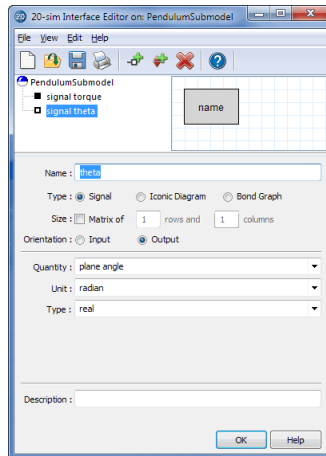 20 20-sim Interface Editor on: PendulumSubmodel
File View Edit Help
PendulumSubmodel
signal torque
signal theta
name
Name : theta
Type : Signal Iconic Diagram Bond Graph
Size : Matrix of 1 rows and 1 columns
Orientation : Input Output
Quantity : plane angle
Unit : radian
Type : real
Description :
OK Help